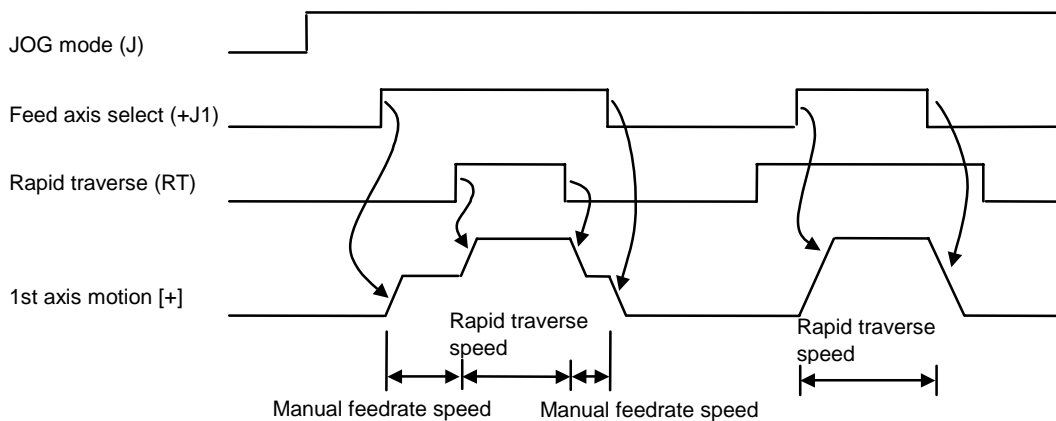 JOG mode (J)
Feed axis select (+J1)
Rapid traverse (RT)
1st axis motion [+]
Rapid traverse
speed
Rapid traverse
speed
Manual feedrate speed
Manual feedrate speed